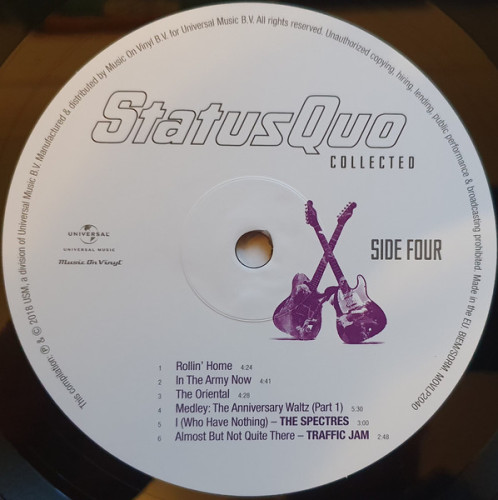 This compilation ℗ & © 2018 USM, a division of Universal Music B.V. Manufactured & distributed by Music On Vinyl B.V. for Universal Music B.V. All rights reserved. Unauthorized copying, hiring, lending, public performance & broadcasting prohibited. Made in the EU. BIEM/SDRM. MOVLP2040
StatusQuo
COLLECTED
UNIVERSAL
UNIVERSAL MUSIC
Music On Vinyl
SIDE FOUR
1 Rollin' Home 4:24
2 In The Army Now 4:41
3 The Oriental 4:28
4 Medley: The Anniversary Waltz (Part 1) 5:30
5 I (Who Have Nothing) – THE SPECTRES 3:00
6 Almost But Not Quite There – TRAFFIC JAM 2:48